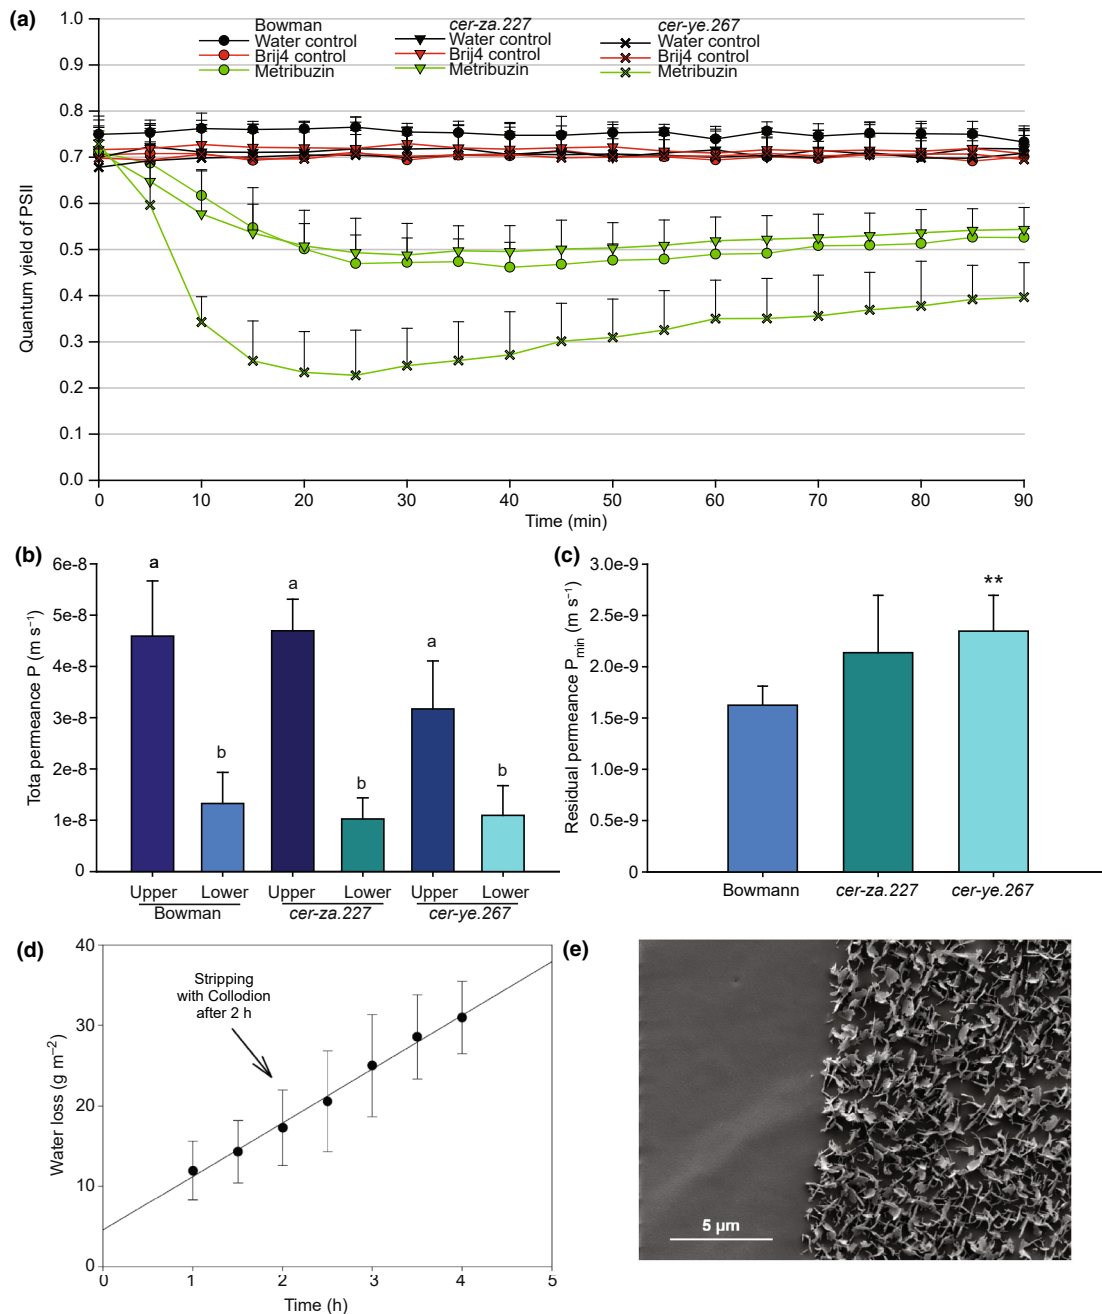 (a)
Bowman cer-za.227 cer-ye.267
Water control Water control Water control
Brij4 control Brij4 control Brij4 control
Metribuzin Metribuzin Metribuzin
Quantum yield of PSII
1.0
0.9
0.8
0.7
0.6
0.5
0.4
0.3
0.2
0.1
0.0
0 10 20 30 40 50 60 70 80 90
Time (min)
(b)
Tota permeance P (m s⁻¹)
6e-8
5e-8
4e-8
3e-8
2e-8
1e-8
0
a
b
a
b
a
b
Upper Lower Upper Lower Upper Lower
Bowman cer-za.227 cer-ye.267
(c)
Residual permeance Pmin (m s⁻¹)
3.0e-9
2.5e-9
2.0e-9
1.5e-9
1.0e-9
0.5e-9
0
**
Bowmann cer-za.227 cer-ye.267
(d)
Water loss (g m⁻²)
40
30
20
10
0
Stripping
with Collodion
after 2 h
0 1 2 3 4 5
Time (h)
(e)
5 µm